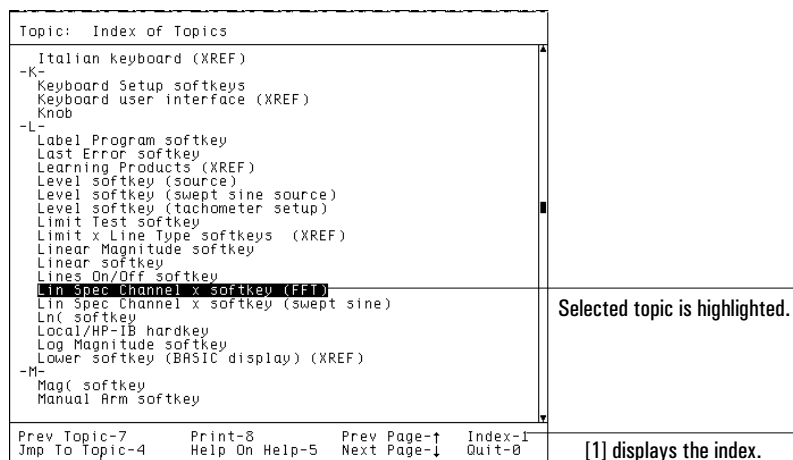 Topic: Index of Topics
Italian keyboard (XREF)
-K-
Keyboard Setup softkeys
Keyboard user interface (XREF)
Knob
-L-
Label Program softkey
Last Error softkey
Learning Products (XREF)
Level softkey (source)
Level softkey (swept sine source)
Level softkey (tachometer setup)
Limit Test softkey
Limit x Line Type softkeys (XREF)
Linear Magnitude softkey
Linear softkey
Lines On/Off softkey
Lin Spec Channel x softkey (FFT)
Lin Spec Channel x softkey (swept sine)
Ln( softkey
Local/HP-IB hardkey
Log Magnitude softkey
Lower softkey (BASIC display) (XREF)
-M-
Mag( softkey
Manual Arm softkey
Prev Topic-7 Print-8 Prev Page-↑ Index-1
Jmp To Topic-4 Help On Help-5 Next Page-↓ Quit-0
Selected topic is highlighted.
[1] displays the index.